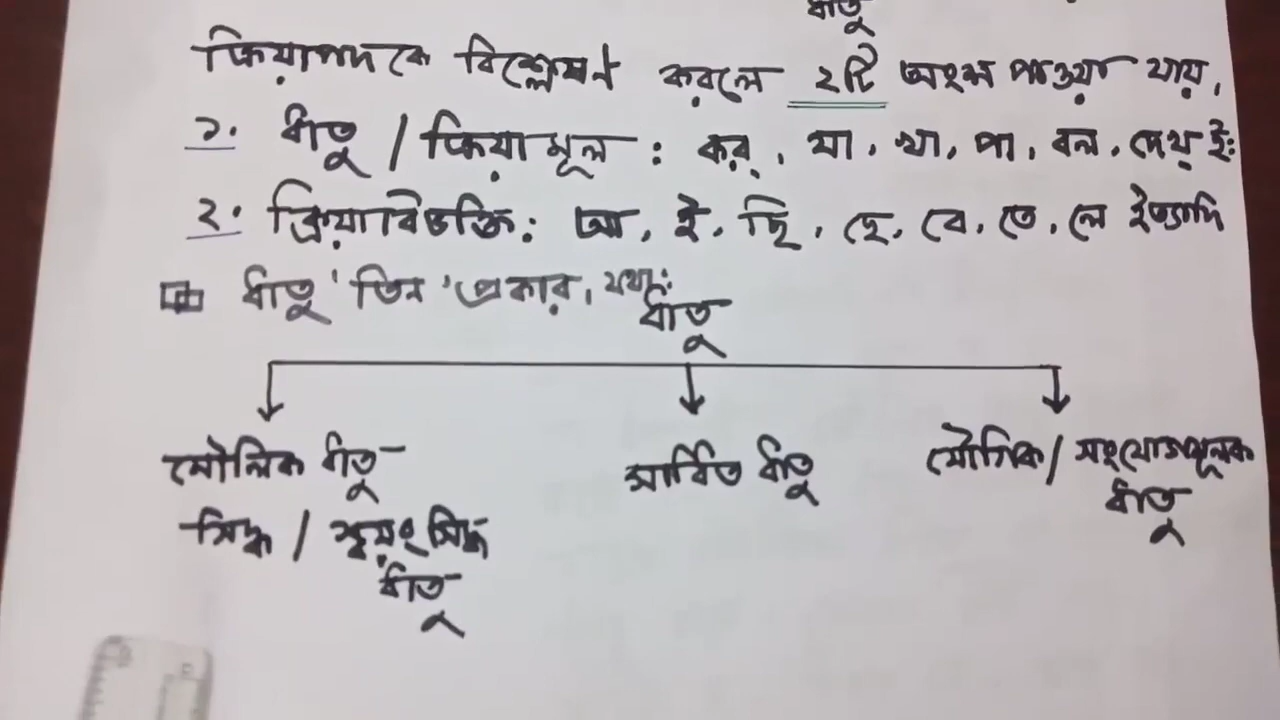 ধাতু
ক্রিয়াপদকে বিশ্লেষণ করলে ২টি অংশ পাওয়া যায়,
১. ধাতু / ক্রিয়ামূল : কর্, যা, খা, পা, বল, দেখ্ ই:
২. ক্রিয়াবিভক্তি : আ, ই, ছি, ছে, বে, তে, লে ইত্যাদি
ধাতু 'তিন' প্রকার, যথা:
ধাতু
মৌলিক ধাতু
সাধিত ধাতু
যৌগিক / সংযোগমূলক
ধাতু
সিদ্ধ / স্বয়ংসিদ্ধ
ধাতু